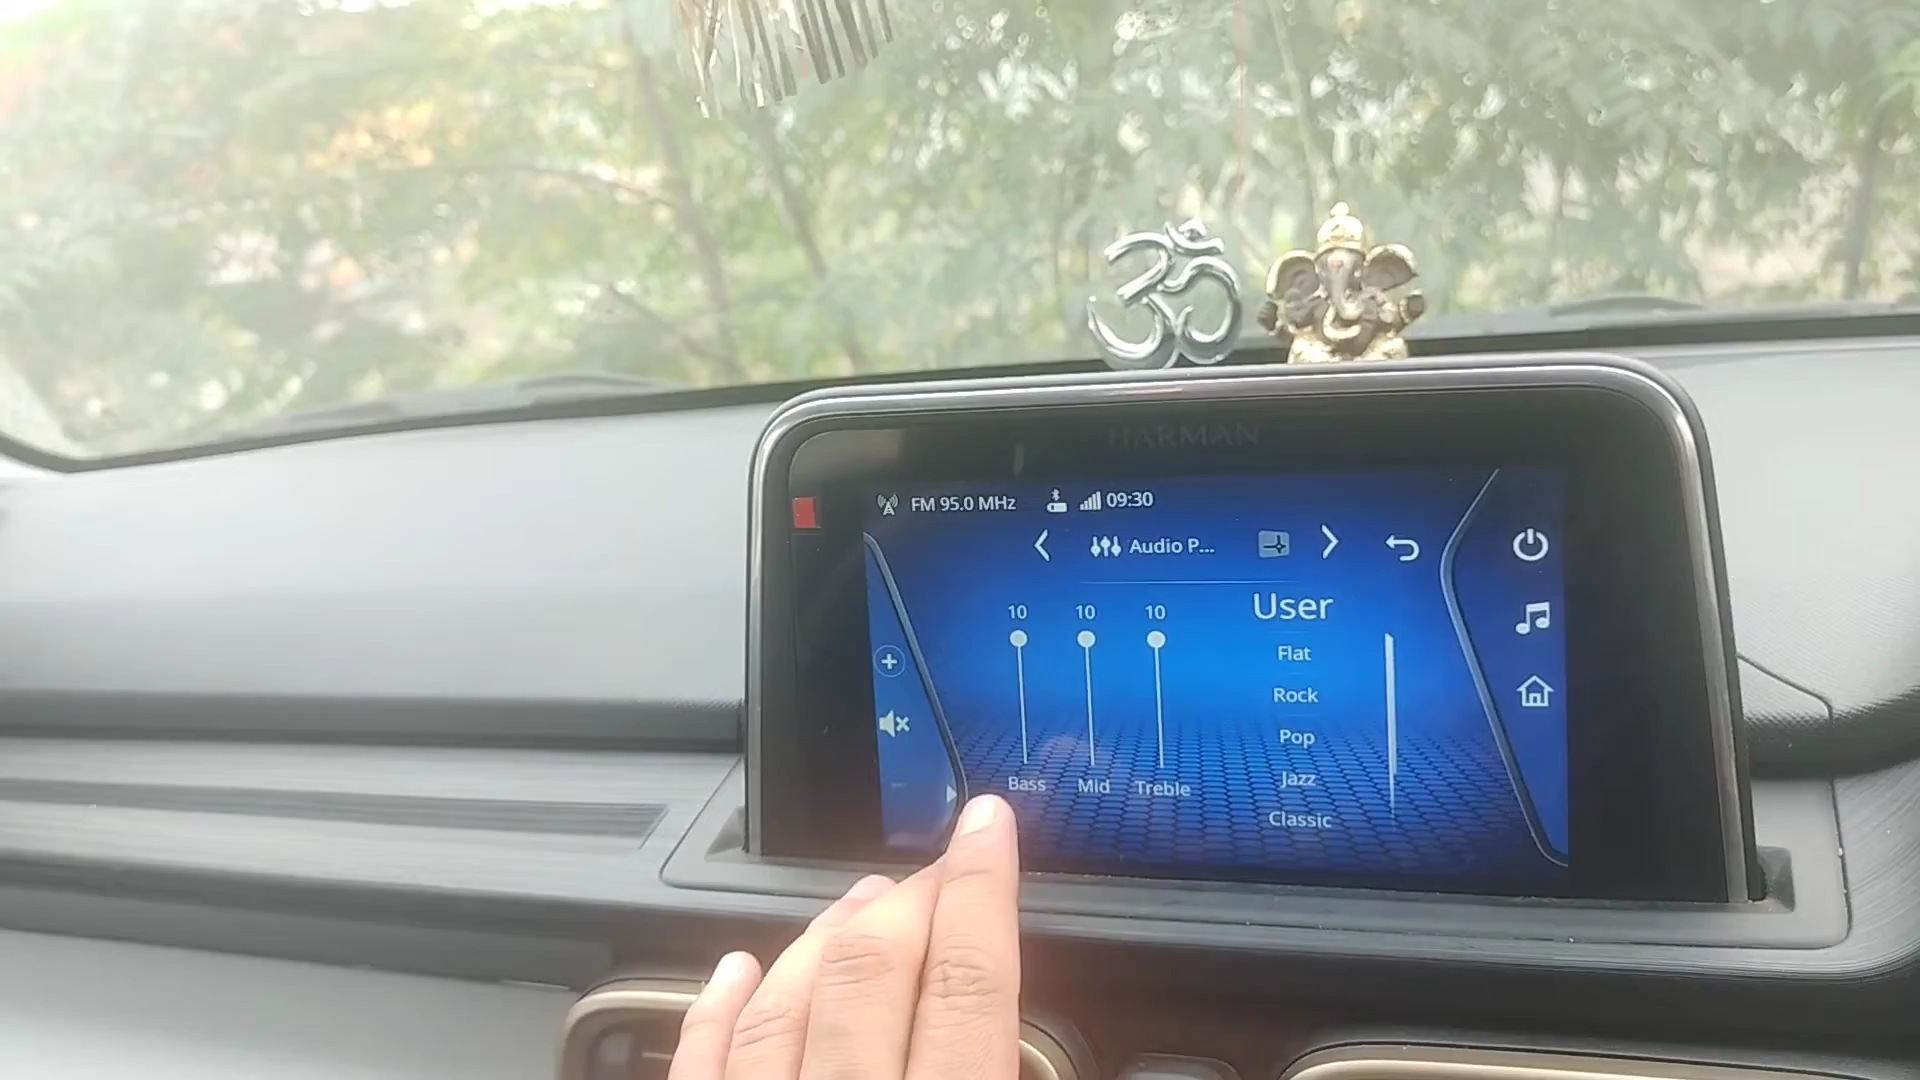 ॐ
HARMAN
FM 95.0 MHz 09:30
Audio P...
10 10 10
User
Flat
Rock
Pop
Jazz
Classic
Bass Mid Treble